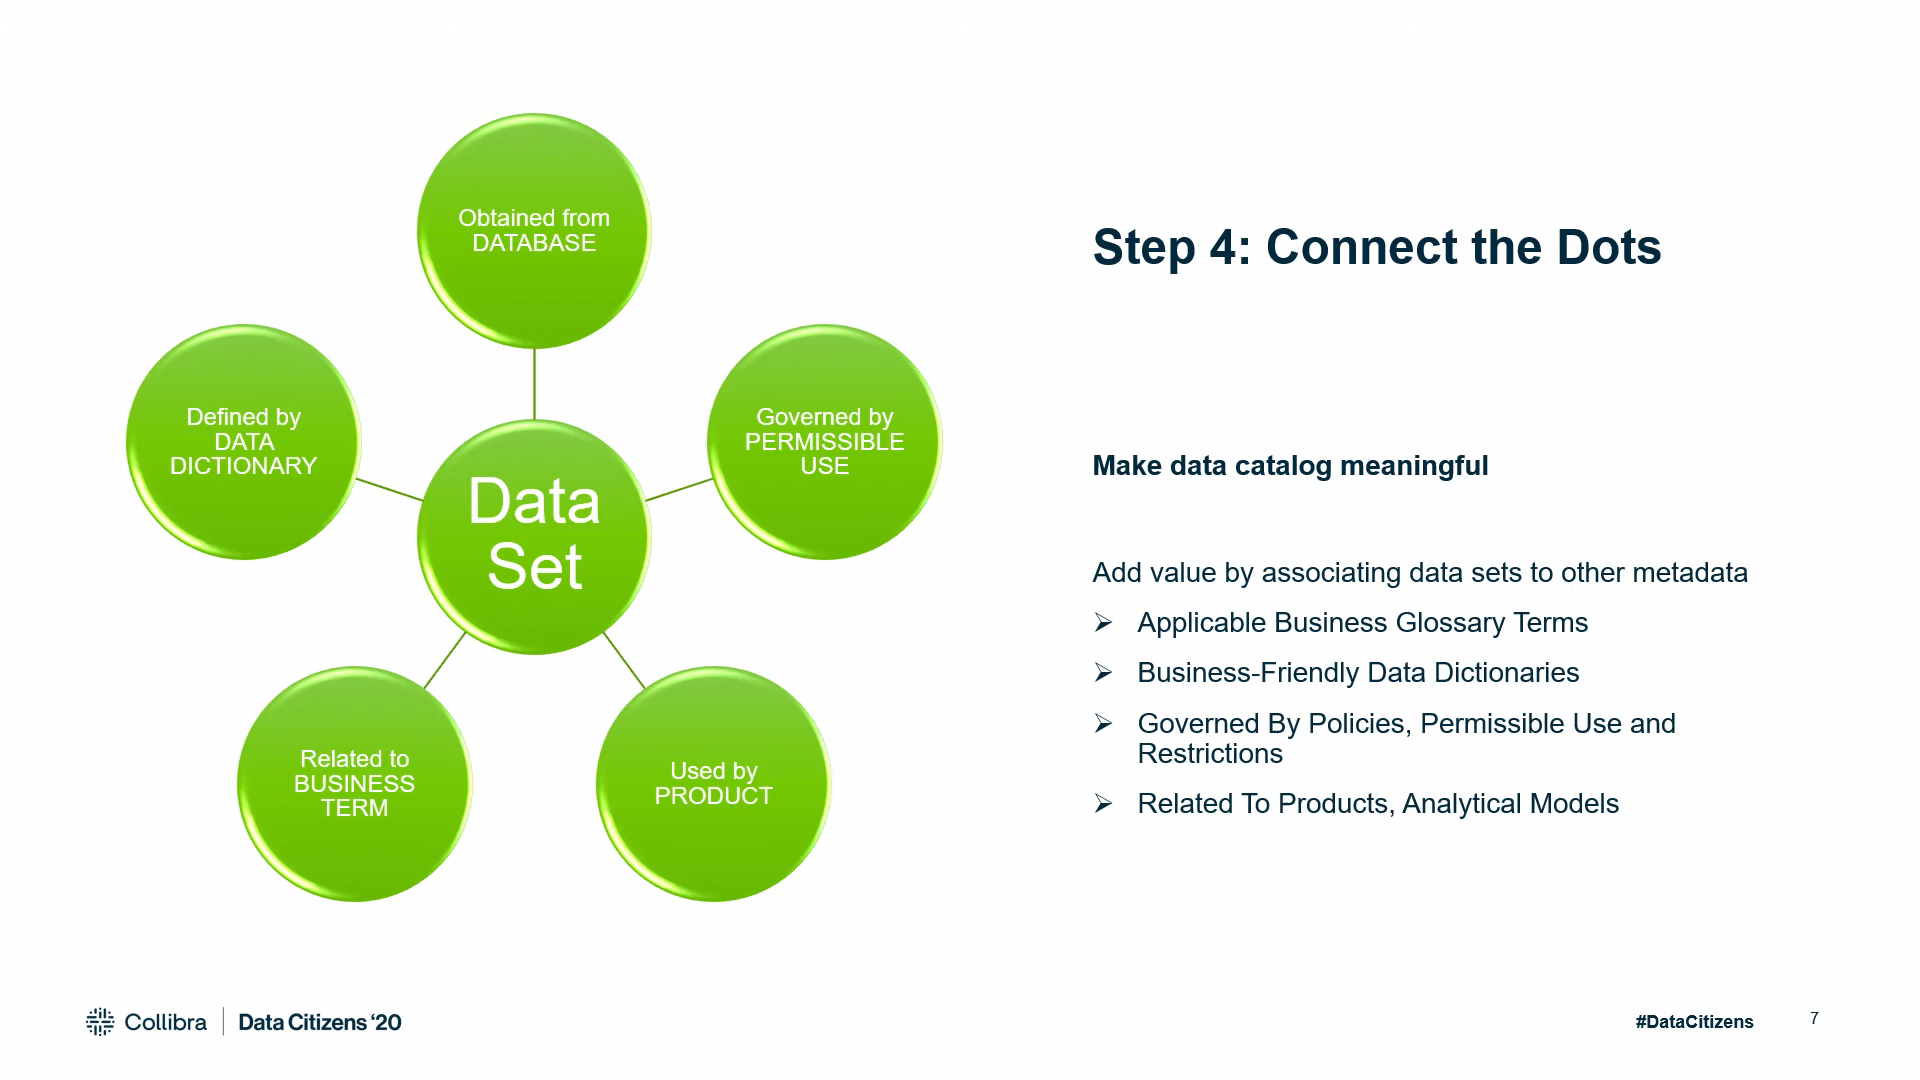 Obtained from
DATABASE
Defined by
DATA
DICTIONARY
Governed by
PERMISSIBLE
USE
Data
Set
Related to
BUSINESS
TERM
Used by
PRODUCT
Step 4: Connect the Dots
Make data catalog meaningful
Add value by associating data sets to other metadata
➢ Applicable Business Glossary Terms
➢ Business-Friendly Data Dictionaries
➢ Governed By Policies, Permissible Use and
Restrictions
➢ Related To Products, Analytical Models
Collibra | Data Citizens ‘20
#DataCitizens 7